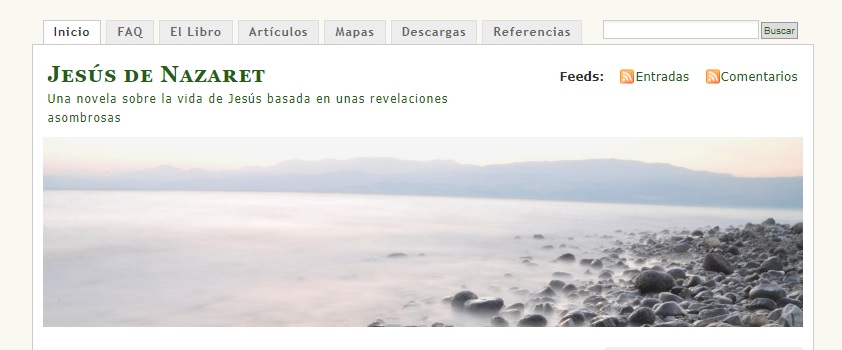 Inicio FAQ El Libro Artículos Mapas Descargas Referencias Buscar
Jesús de Nazaret
Feeds: Entradas Comentarios
Una novela sobre la vida de Jesús basada en unas revelaciones
asombrosas